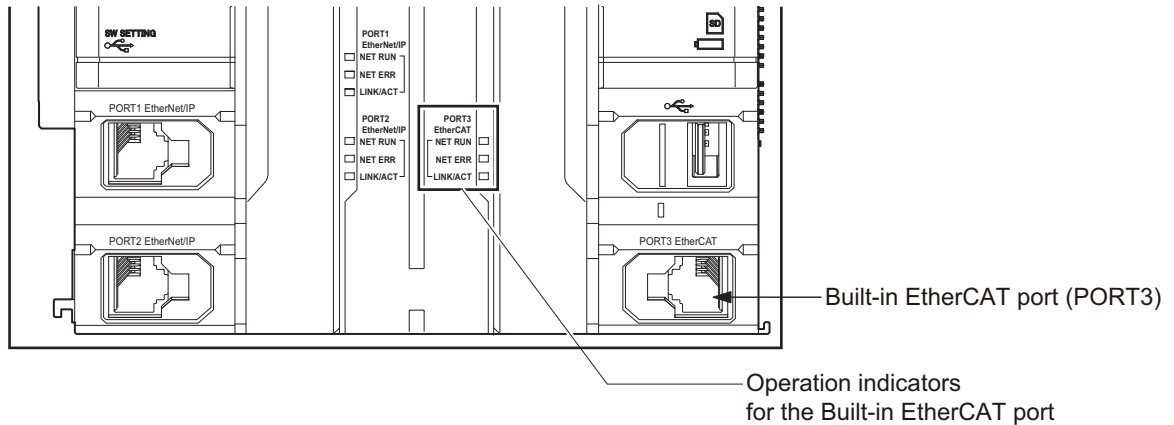 SW SETTING
SD
PORT1
EtherNet/IP
NET RUN
NET ERR
LINK/ACT
PORT1 EtherNet/IP
PORT2
EtherNet/IP
NET RUN
NET ERR
LINK/ACT
PORT3
EtherCAT
NET RUN
NET ERR
LINK/ACT
PORT2 EtherNet/IP
PORT3 EtherCAT
Built-in EtherCAT port (PORT3)
Operation indicators
for the Built-in EtherCAT port